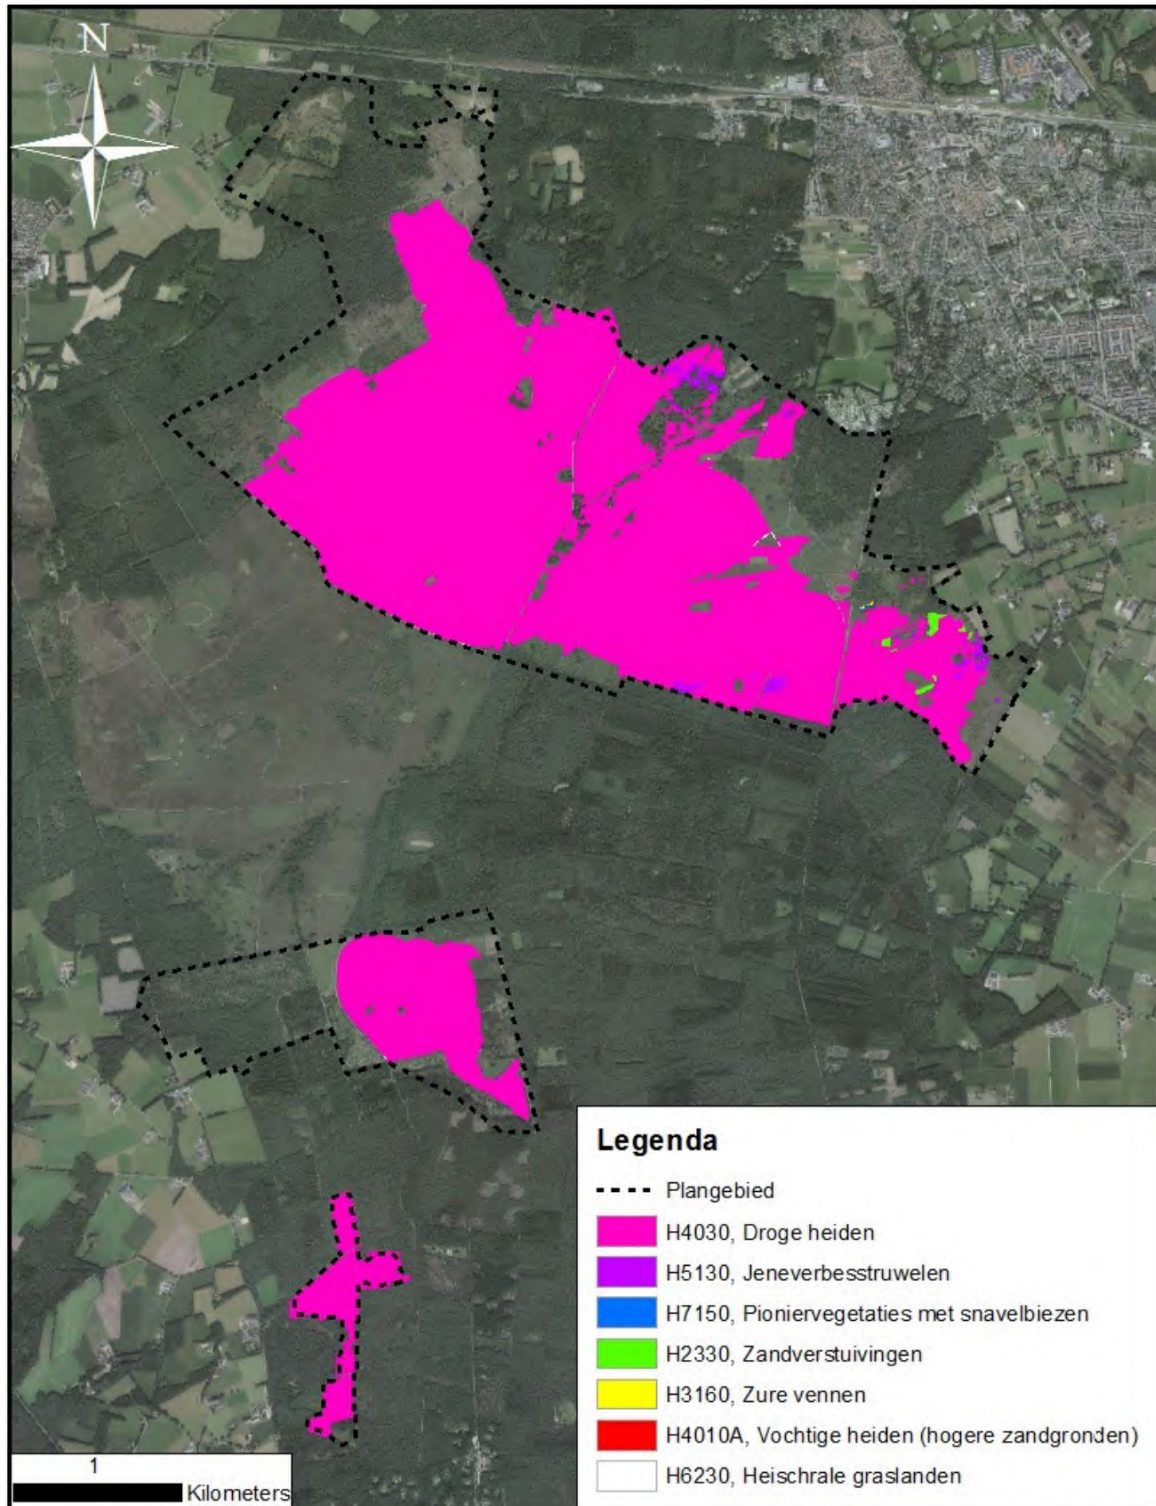 N
Legenda
Plangebied
H4030, Droge heiden
H5130, Jeneverbesstruwelen
H7150, Pioniervegetaties met snavelbiezen
H2330, Zandverstuivingen
H3160, Zure vennen
H4010A, Vochtige heiden (hogere zandgronden)
H6230, Heischrale graslanden
1
Kilometers